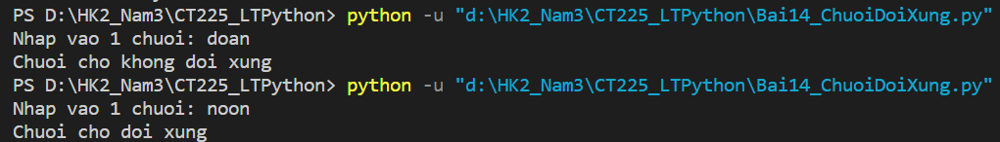 PS D:\HK2_Nam3\CT225_LTPython> python -u "d:\HK2_Nam3\CT225_LTPython\Bai14_ChuoiDoiXung.py"
Nhap vao 1 chuoi: doan
Chuoi cho khong doi xung
PS D:\HK2_Nam3\CT225_LTPython> python -u "d:\HK2_Nam3\CT225_LTPython\Bai14_ChuoiDoiXung.py"
Nhap vao 1 chuoi: noon
Chuoi cho doi xung